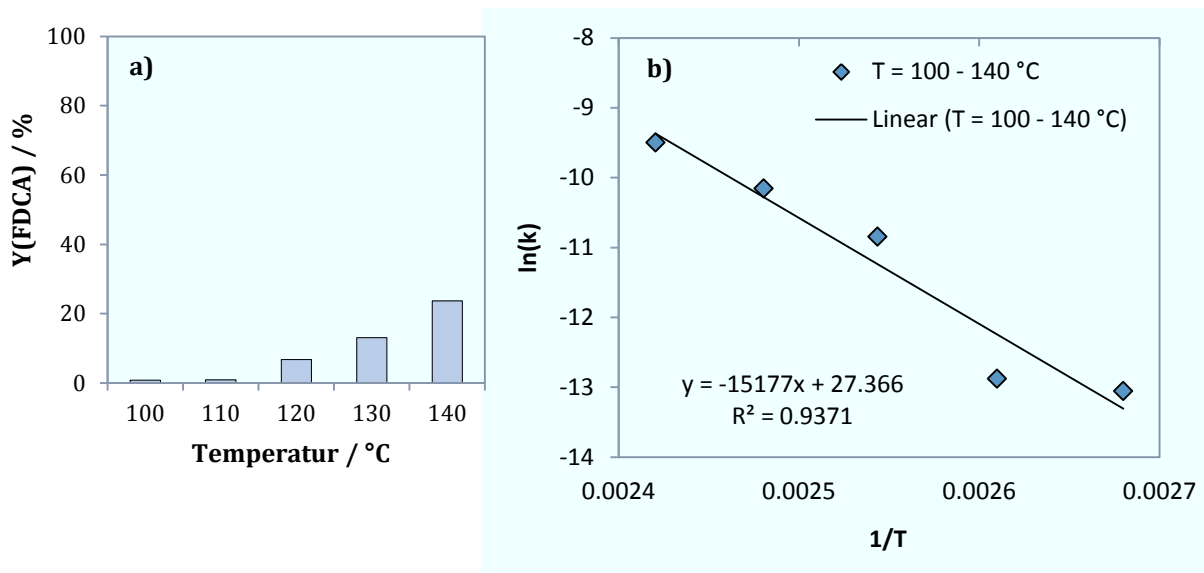 a)
Y(FDCA) / %
100
80
60
40
20
0
100 110 120 130 140
Temperatur / °C
b)
T = 100 - 140 °C
Linear (T = 100 - 140 °C)
ln(k)
-8
-9
-10
-11
-12
-13
-14
y = -15177x + 27.366
R² = 0.9371
0.0024 0.0025 0.0026 0.0027
1/T